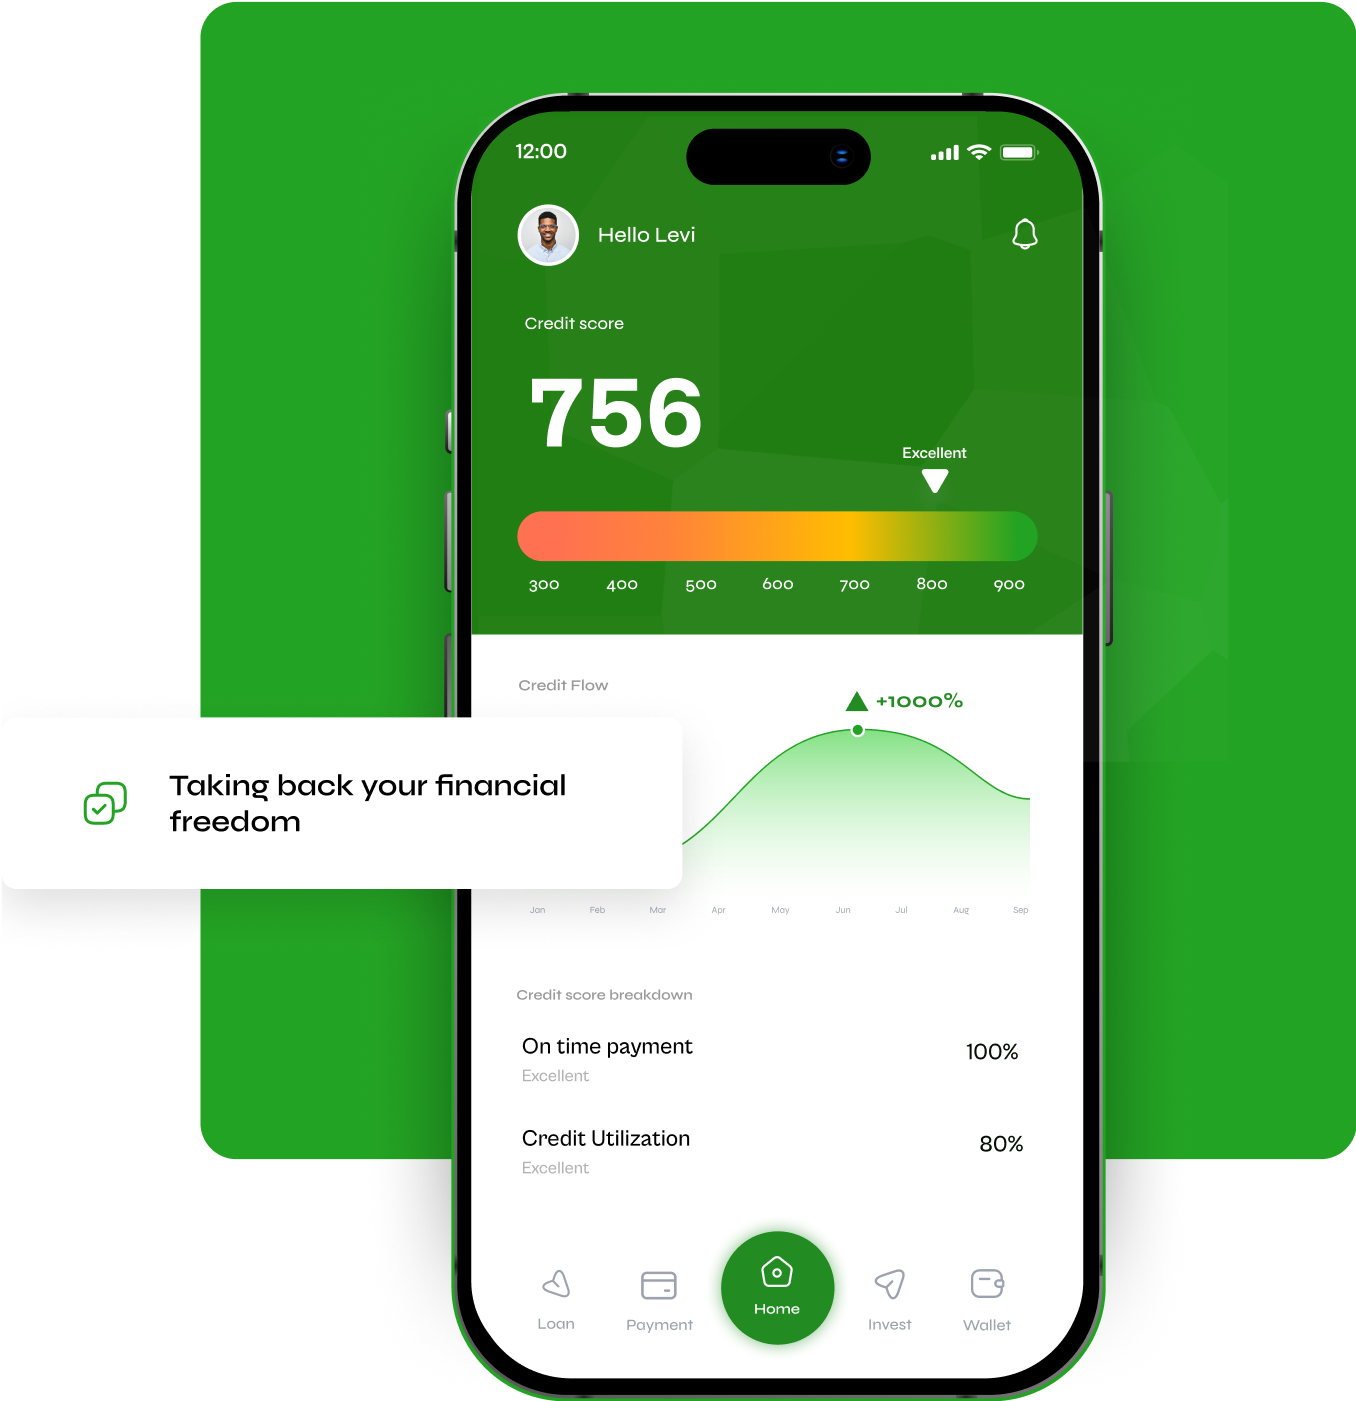 12:00
Hello Levi
Credit score
756
Excellent
300 400 500 600 700 800 900
Credit Flow
+1000%
Taking back your financial
freedom
Jan Feb Mar Apr May Jun Jul Aug Sep
Credit score breakdown
On time payment
100%
Excellent
Credit Utilization
80%
Excellent
Loan Payment Home Invest Wallet